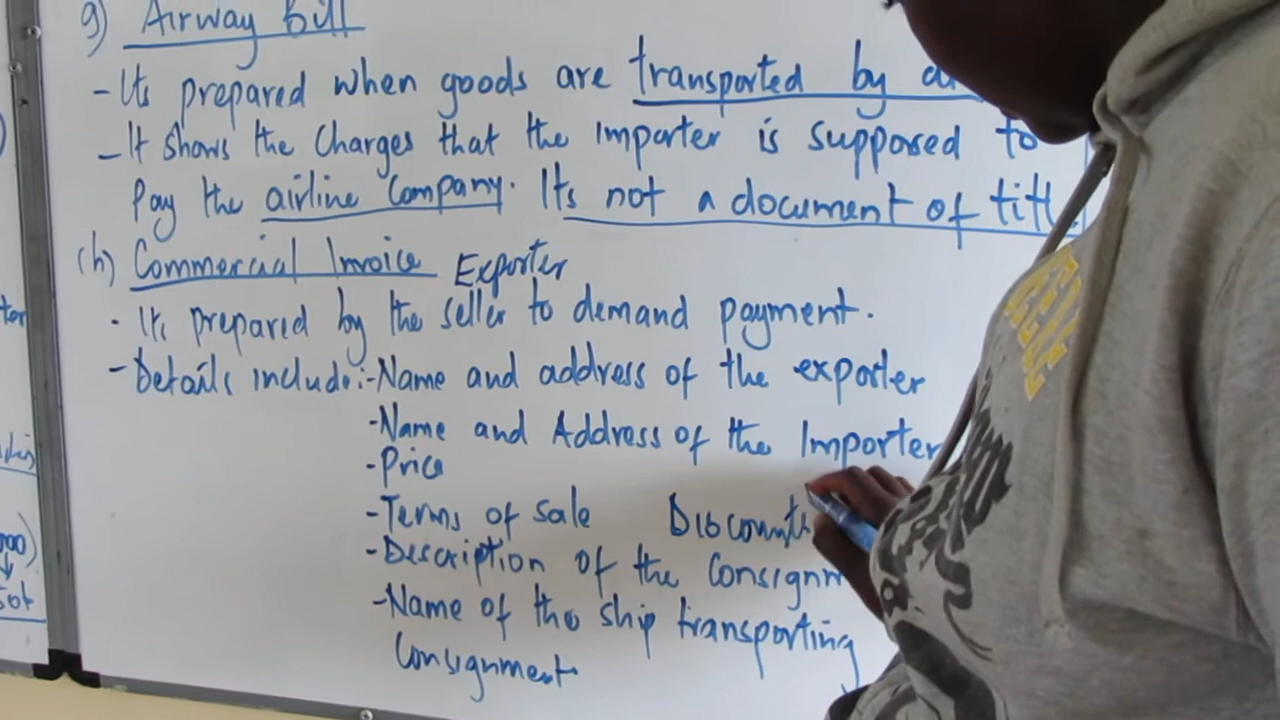 g) Airway Bill
- Its prepared when goods are transported by
- It shows the Charges that the Importer is supposed to
Pay the airline Company. Its not a document of title
(h) Commercial Invoice Exporter
- Its prepared by the seller to demand payment.
- Details include:- Name and address of the exporter
- Name and Address of the Importer
- Price
- Terms of sale Discounts
- Description of the Consignm
- Name of the ship transporting
Consignment